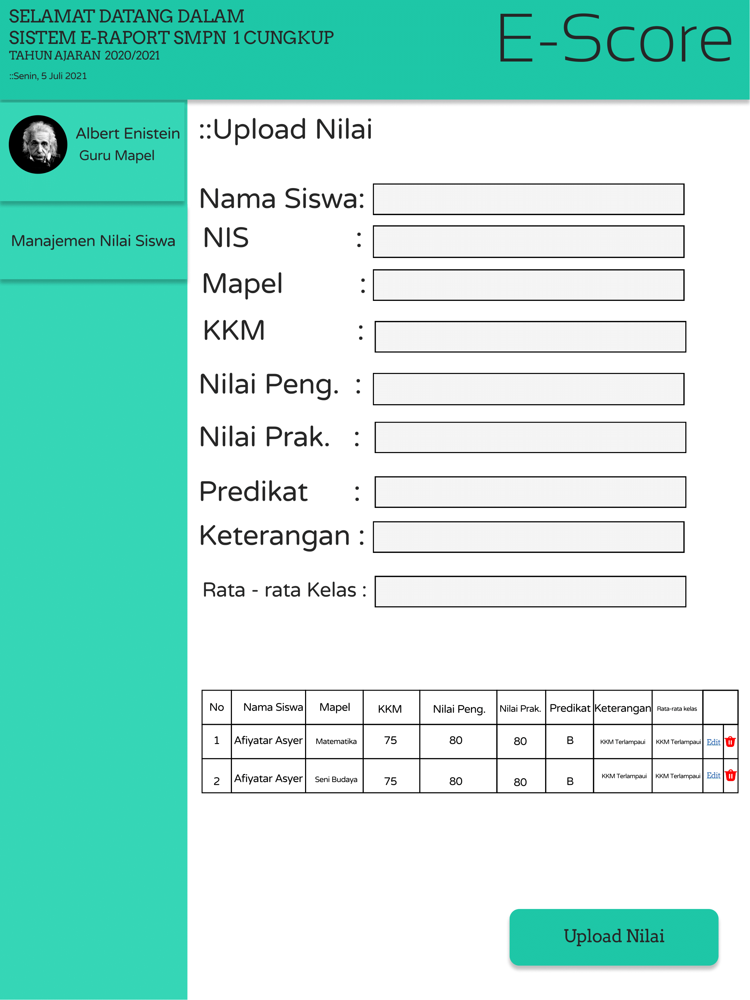 SELAMAT DATANG DALAM
SISTEM E-RAPORT SMPN 1 CUNGKUP
TAHUN AJARAN 2020/2021
::Senin, 5 Juli 2021
E-Score
Albert Enistein
Guru Mapel
Manajemen Nilai Siswa
::Upload Nilai
Nama Siswa:
NIS :
Mapel :
KKM :
Nilai Peng. :
Nilai Prak. :
Predikat :
Keterangan :
Rata - rata Kelas :
No Nama Siswa Mapel KKM Nilai Peng. Nilai Prak. Predikat Keterangan Rata-rata kelas
1 Afiyatar Asyer Matematika 75 80 80 B KKM Terlampaui KKM Terlampaui Edit
2 Afiyatar Asyer Seni Budaya 75 80 80 B KKM Terlampaui KKM Terlampaui Edit
Upload Nilai